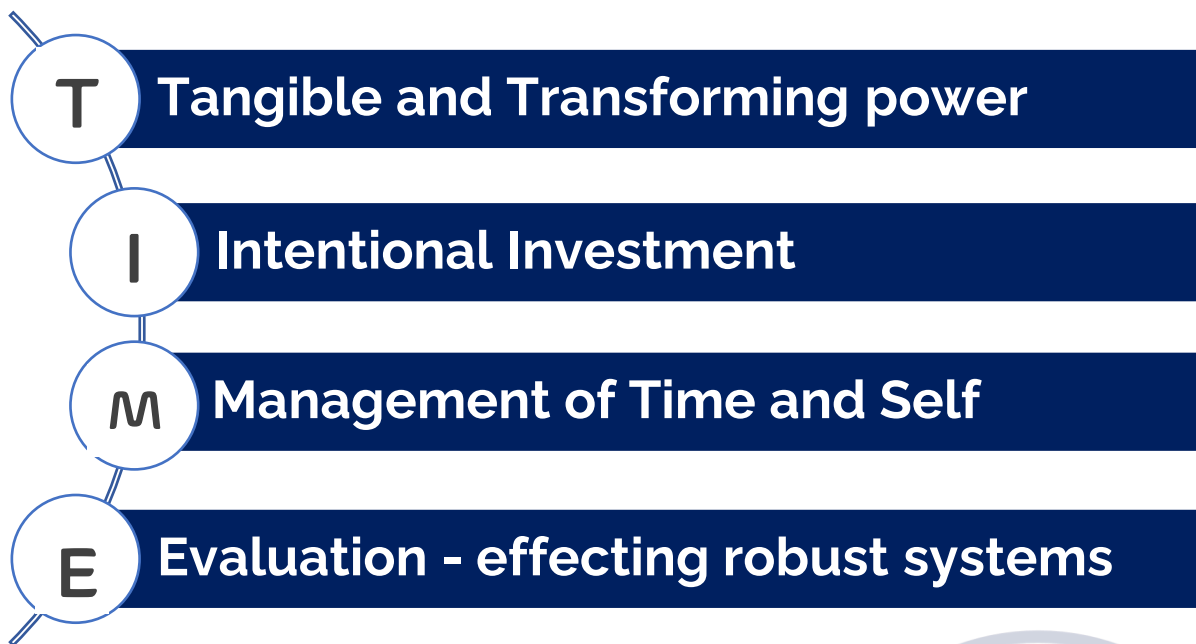 T Tangible and Transforming power
I Intentional Investment
M Management of Time and Self
E Evaluation - effecting robust systems